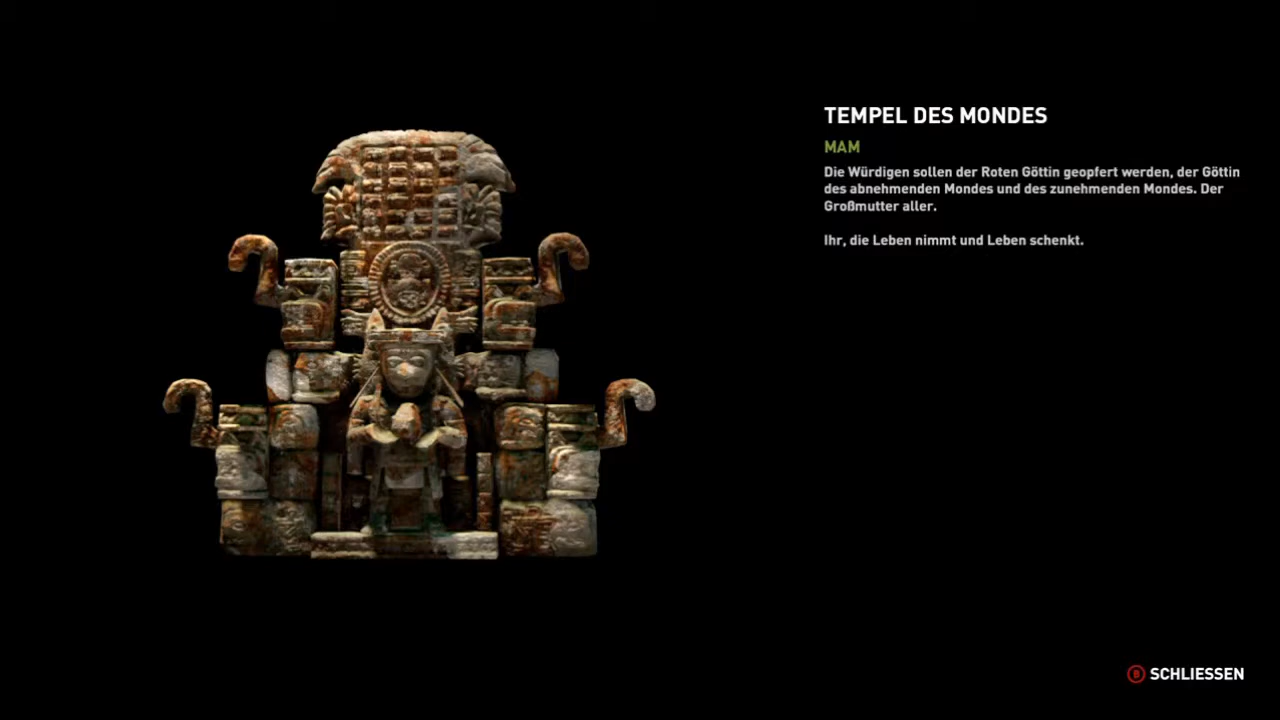 TEMPEL DES MONDES
MAM
Die Würdigen sollen der Roten Göttin geopfert werden, der Göttin
des abnehmenden Mondes und des zunehmenden Mondes. Der
Großmutter aller.
Ihr, die Leben nimmt und Leben schenkt.
B SCHLIESSEN